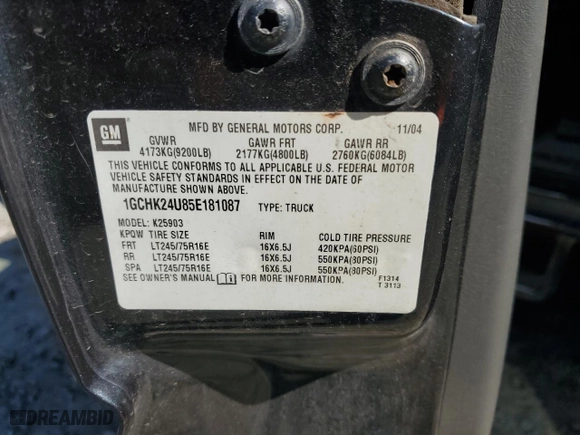 GM
MFD BY GENERAL MOTORS CORP. 11/04
GVWR GAWR FRT GAWR RR
4173KG(9200LB) 2177KG(4800LB) 2760KG(6084LB)
THIS VEHICLE CONFORMS TO ALL APPLICABLE U.S. FEDERAL MOTOR
VEHICLE SAFETY STANDARDS IN EFFECT ON THE DATE OF
MANUFACTURE SHOWN ABOVE.
1GCHK24U85E181087 TYPE: TRUCK
MODEL: K25903
KPQW TIRE SIZE RIM COLD TIRE PRESSURE
FRT LT245/75R16E 16X6.5J 420KPA(60PSI)
RR LT245/75R16E 16X6.5J 550KPA(80PSI)
SPA LT245/75R16E 16X6.5J 550KPA(80PSI)
SEE OWNER'S MANUAL FOR MORE INFORMATION.
F1314
T 3113
DREAMBID